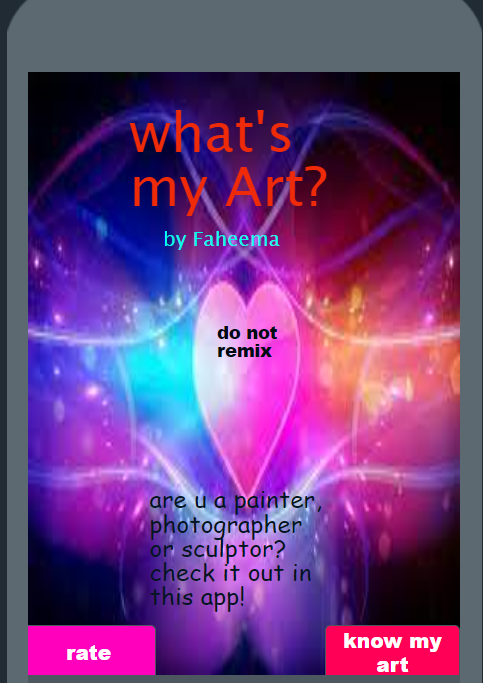 what's
my Art?
by Faheema
do not
remix
are u a painter,
photographer
or sculptor?
check it out in
this app!
rate
know my
art